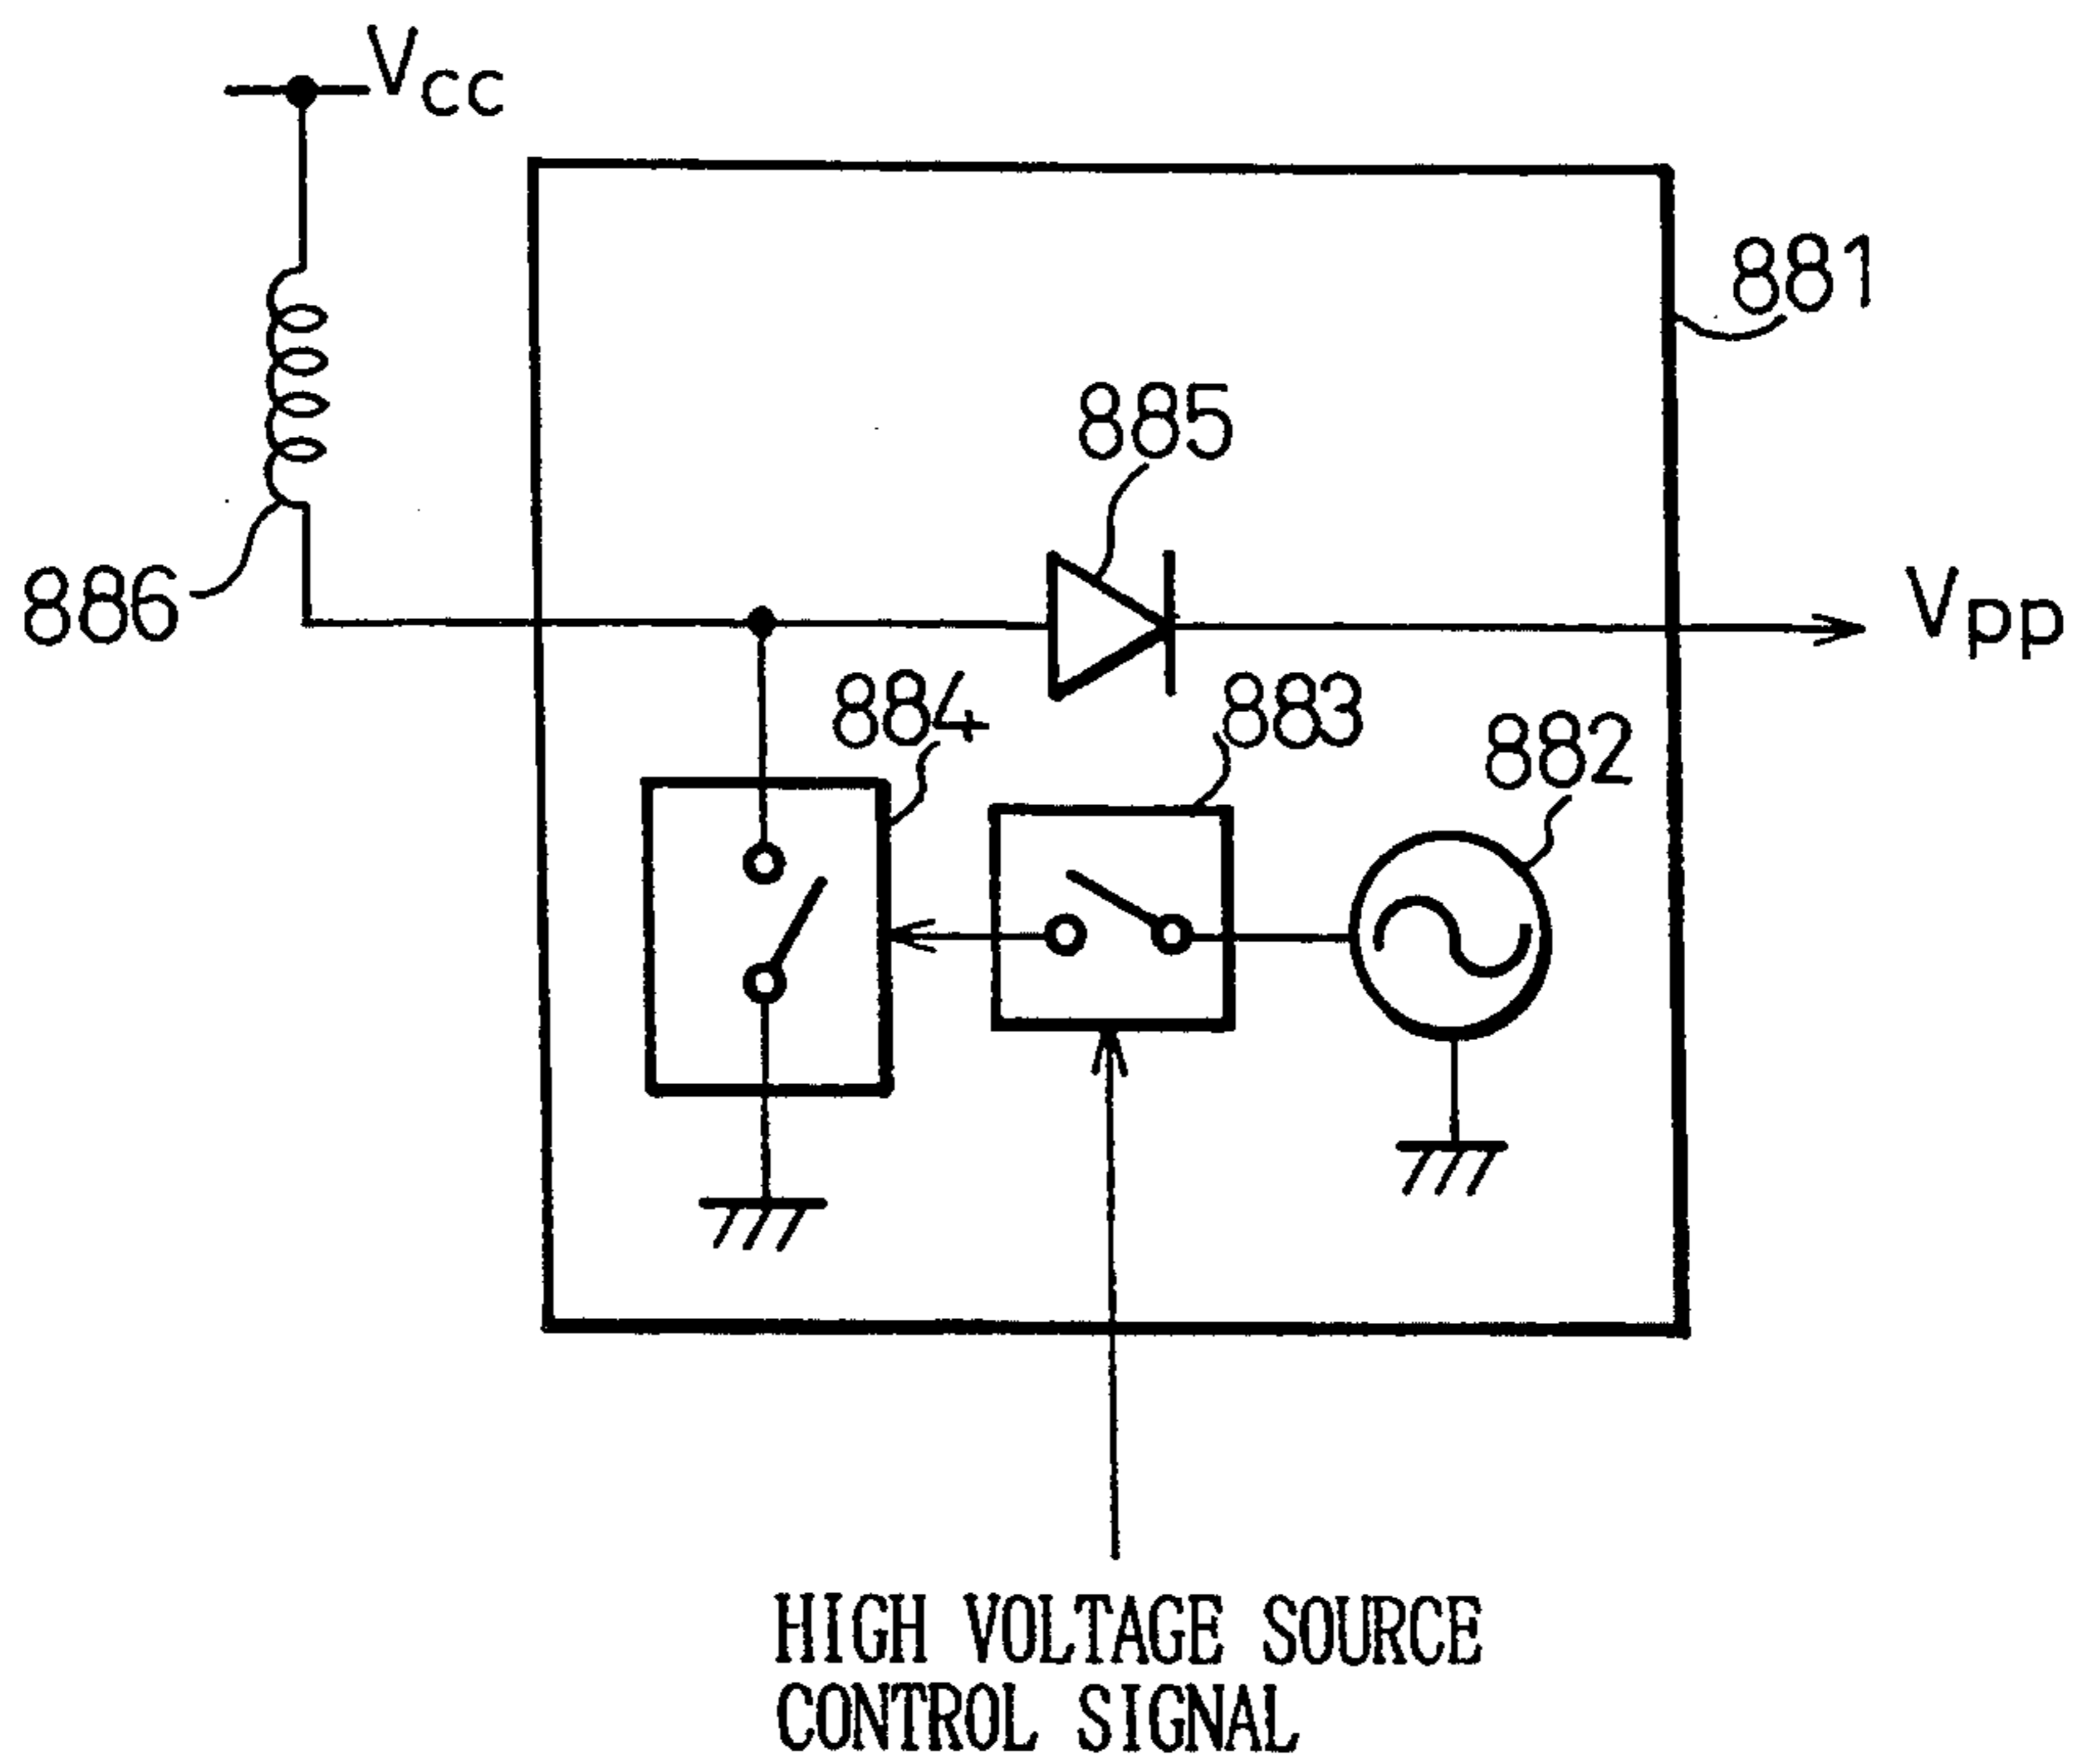 Vcc
881
885
886
Vpp
884
883
882
HIGH VOLTAGE SOURCE
CONTROL SIGNAL